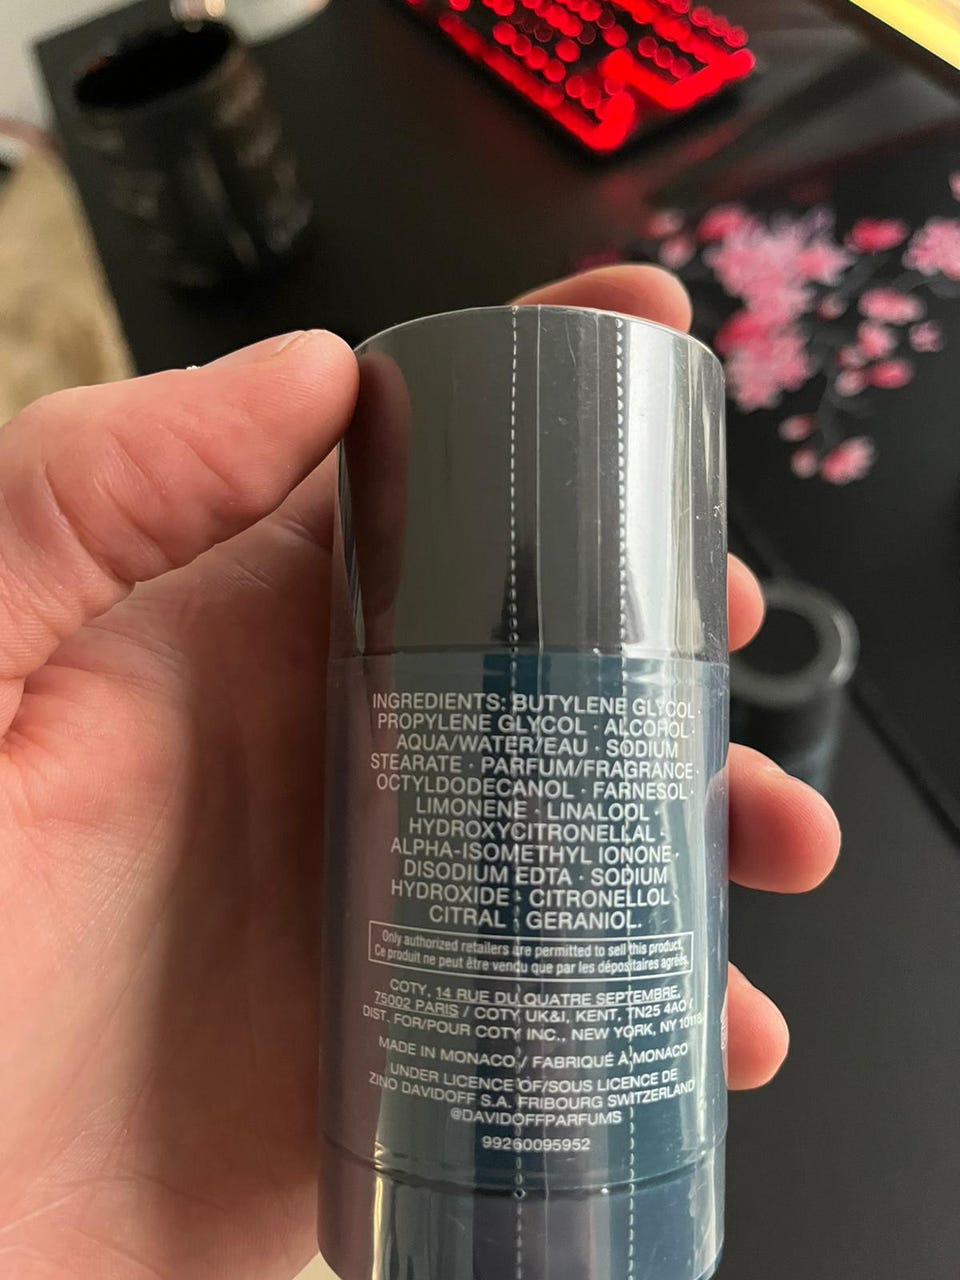 INGREDIENTS: BUTYLENE GLYCOL ·
PROPYLENE GLYCOL · ALCOHOL ·
AQUA/WATER/EAU · SODIUM
STEARATE · PARFUM/FRAGRANCE ·
OCTYLDODECANOL · FARNESOL ·
LIMONENE · LINALOOL ·
HYDROXYCITRONELLAL ·
ALPHA-ISOMETHYL IONONE ·
DISODIUM EDTA · SODIUM
HYDROXIDE · CITRONELLOL ·
CITRAL · GERANIOL.
Only authorized retailers are permitted to sell this product.
Ce produit ne peut être vendu que par les dépositaires agréés.
COTY, 14 RUE DU QUATRE SEPTEMBRE,
75002 PARIS / COTY UK&I, KENT, TN25 4AQ /
DIST. FOR/POUR COTY INC., NEW YORK, NY 10118
MADE IN MONACO / FABRIQUÉ À MONACO
UNDER LICENCE OF/SOUS LICENCE DE
ZINO DAVIDOFF S.A. FRIBOURG SWITZERLAND
@DAVIDOFFPARFUMS
99260095952